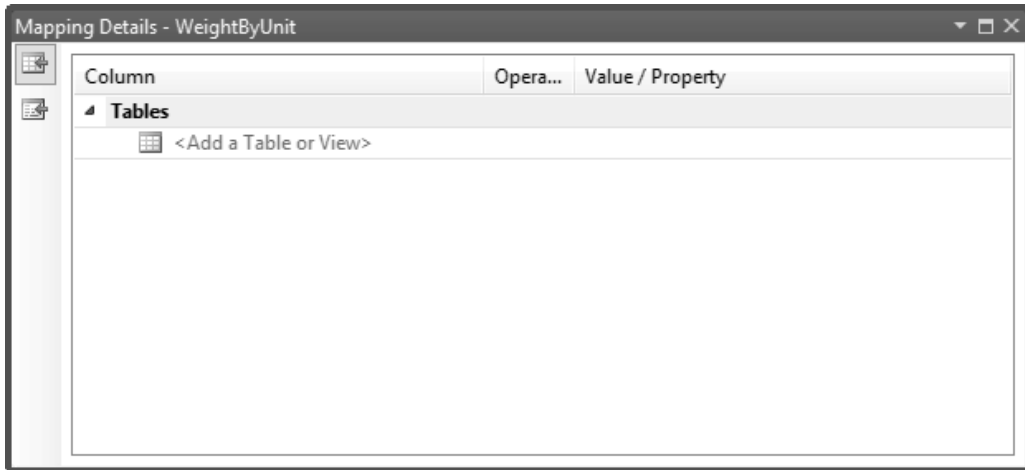 Mapping Details - WeightByUnit
Column Opera... Value / Property
Tables
<Add a Table or View>